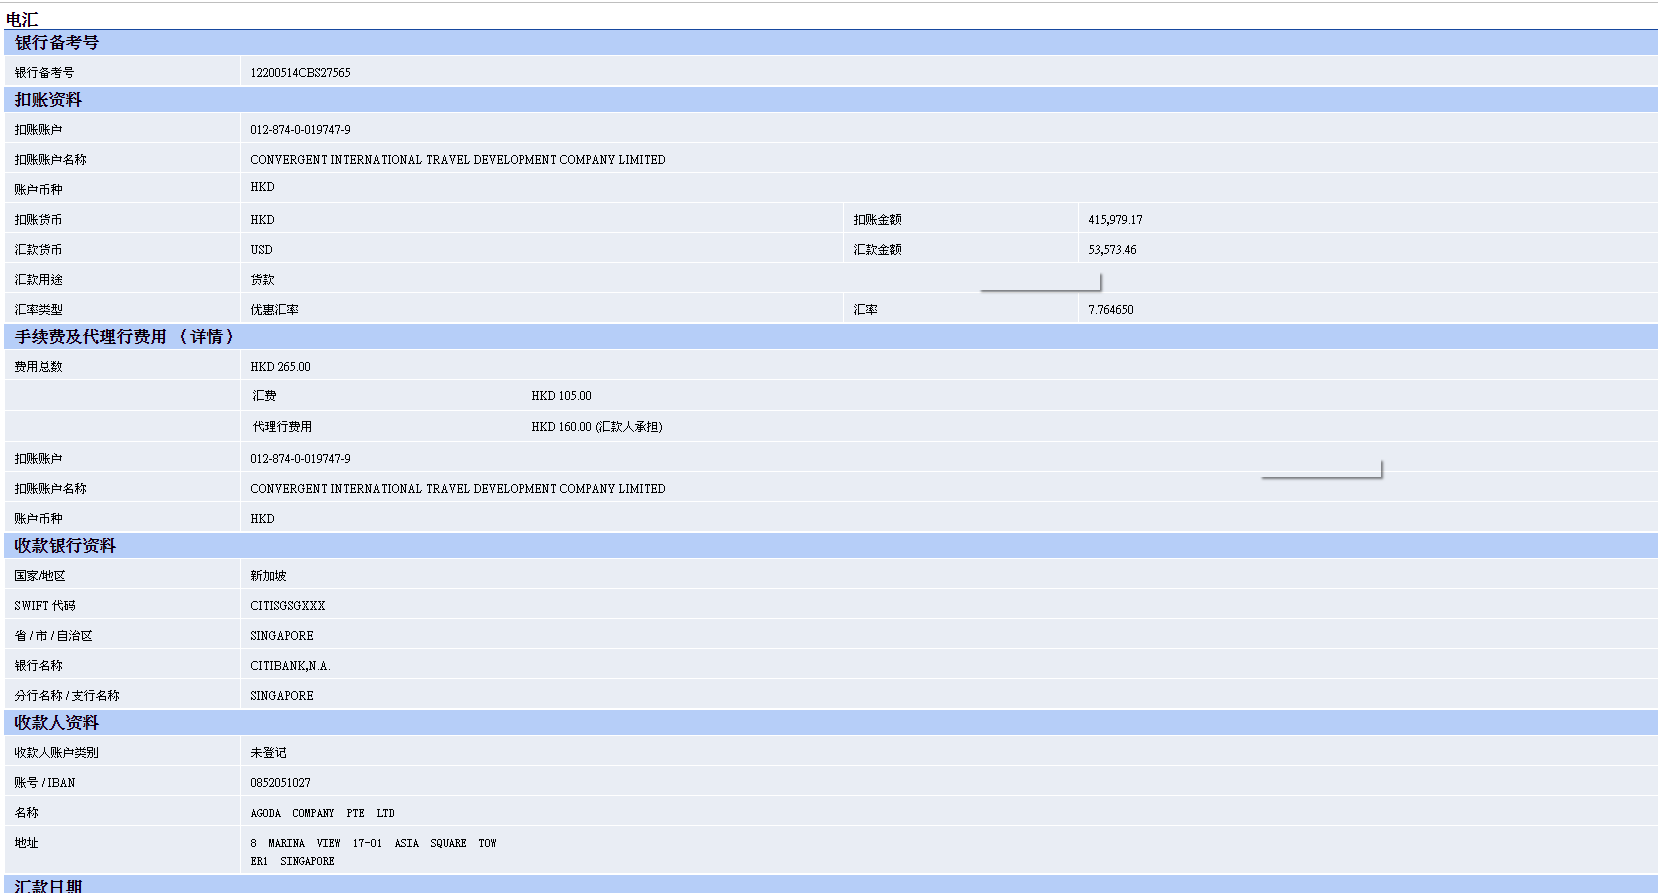 电汇
银行备考号
银行备考号 12200514CBS27565
扣账资料
扣账账户 012-874-0-019747-9
扣账账户名称 CONVERGENT INTERNATIONAL TRAVEL DEVELOPMENT COMPANY LIMITED
账户币种 HKD
扣账货币 HKD 扣账金额 415,979.17
汇款货币 USD 汇款金额 53,573.46
汇款用途 货款
汇率类型 优惠汇率 汇率 7.764650
手续费及代理行费用 （详情）
费用总数 HKD 265.00
汇费 HKD 105.00
代理行费用 HKD 160.00 (汇款人承担)
扣账账户 012-874-0-019747-9
扣账账户名称 CONVERGENT INTERNATIONAL TRAVEL DEVELOPMENT COMPANY LIMITED
账户币种 HKD
收款银行资料
国家/地区 新加坡
SWIFT 代码 CITISGSGXXX
省 / 市 / 自治区 SINGAPORE
银行名称 CITIBANK,N.A.
分行名称 / 支行名称 SINGAPORE
收款人资料
收款人账户类别 未登记
账号 / IBAN 0852051027
名称 AGODA COMPANY PTE LTD
地址 8 MARINA VIEW 17-01 ASIA SQUARE TOW
ER1 SINGAPORE
汇款日期